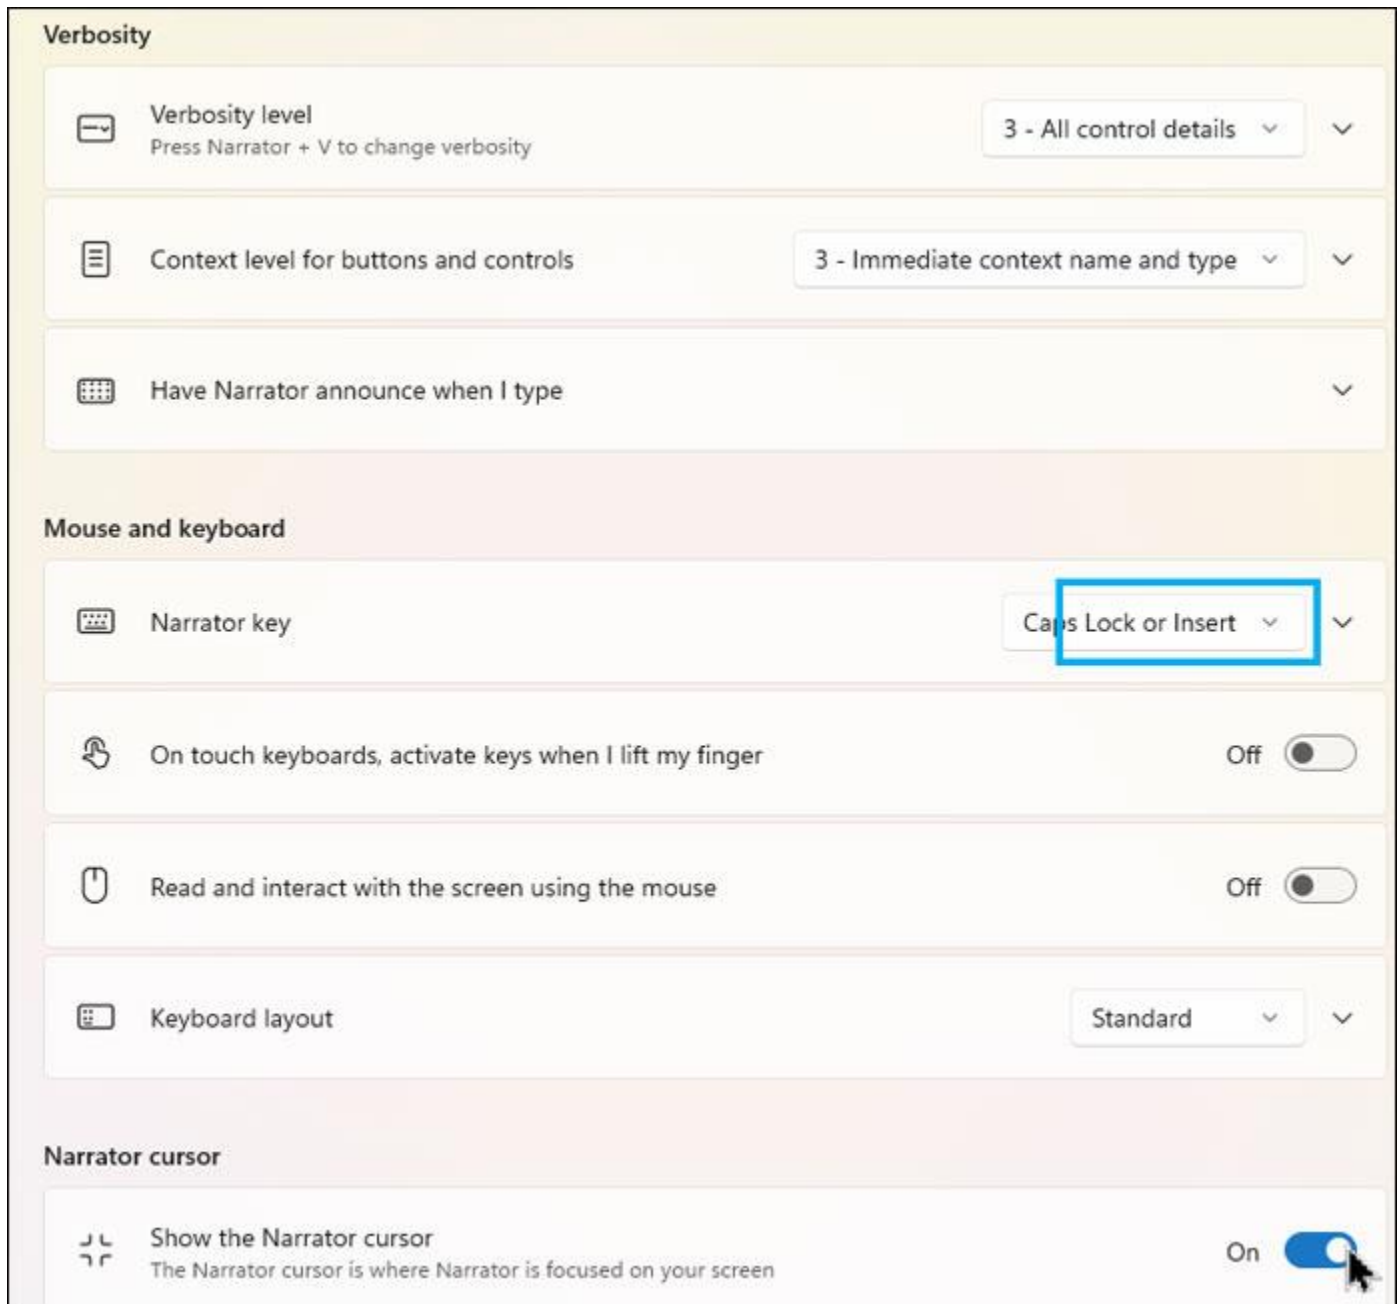 Verbosity
Verbosity level
Press Narrator + V to change verbosity
3 - All control details
Context level for buttons and controls
3 - Immediate context name and type
Have Narrator announce when I type
Mouse and keyboard
Narrator key
Caps Lock or Insert
On touch keyboards, activate keys when I lift my finger
Off
Read and interact with the screen using the mouse
Off
Keyboard layout
Standard
Narrator cursor
Show the Narrator cursor
The Narrator cursor is where Narrator is focused on your screen
On